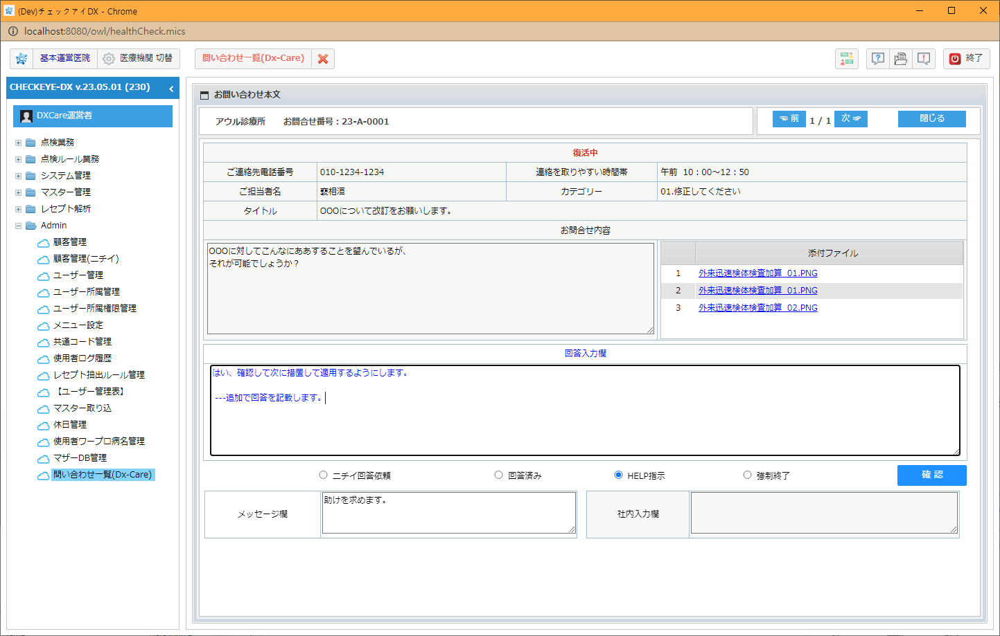 (Dev)チェックアイDX - Chrome
localhost:8080/owl/healthCheck.mics
基本運営医院
医療機関 切替
問い合わせ一覧(Dx-Care)
終了
CHECKEYE-DX v.23.05.01 (230)
DXCare運営者
点検業務
点検ルール業務
システム管理
マスター管理
レセプト解析
Admin
顧客管理
顧客管理(ニチイ)
ユーザー管理
ユーザー所属管理
ユーザー所属権限管理
メニュー設定
共通コード管理
使用者ログ履歴
レセプト抽出ルール管理
【ユーザー管理表】
マスター取り込
休日管理
使用者ワープロ病名管理
マザーDB管理
問い合わせ一覧(Dx-Care)
お問い合わせ本文
アウル診療所 お問合せ番号：23-A-0001
前 1 / 1 次
閉じる
復活中
ご連絡先電話番号 010-1234-1234 連絡を取りやすい時間帯 午前 10：00～12：50
ご担当者名 裵相洹 カテゴリー 01.修正してください
タイトル OOOについて改訂をお願いします。
お問合せ内容
OOOに対してこんなにああすることを望んでいるが、
それが可能でしょうか？
添付ファイル
1 外来迅速検体検査加算_01.PNG
2 外来迅速検体検査加算_01.PNG
3 外来迅速検体検査加算_02.PNG
回答入力欄
はい、確認して次に措置して適用するようにします。
---追加で回答を記載します。
ニチイ回答依頼 回答済み HELP指示 強制終了 確 認
メッセージ欄 助けを求めます。
社内入力欄